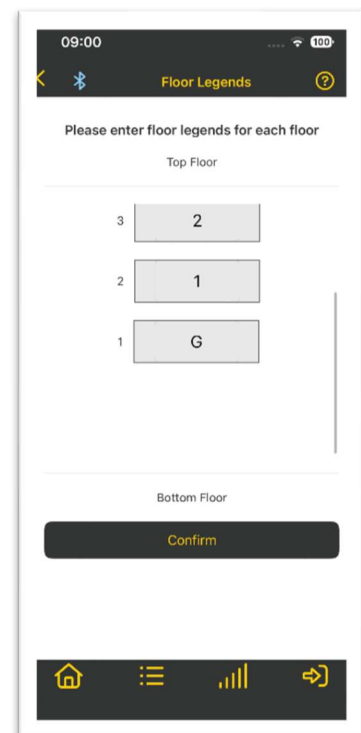 09:00
100
Floor Legends
?
Please enter floor legends for each floor
Top Floor
3 2
2 1
1 G
Bottom Floor
Confirm